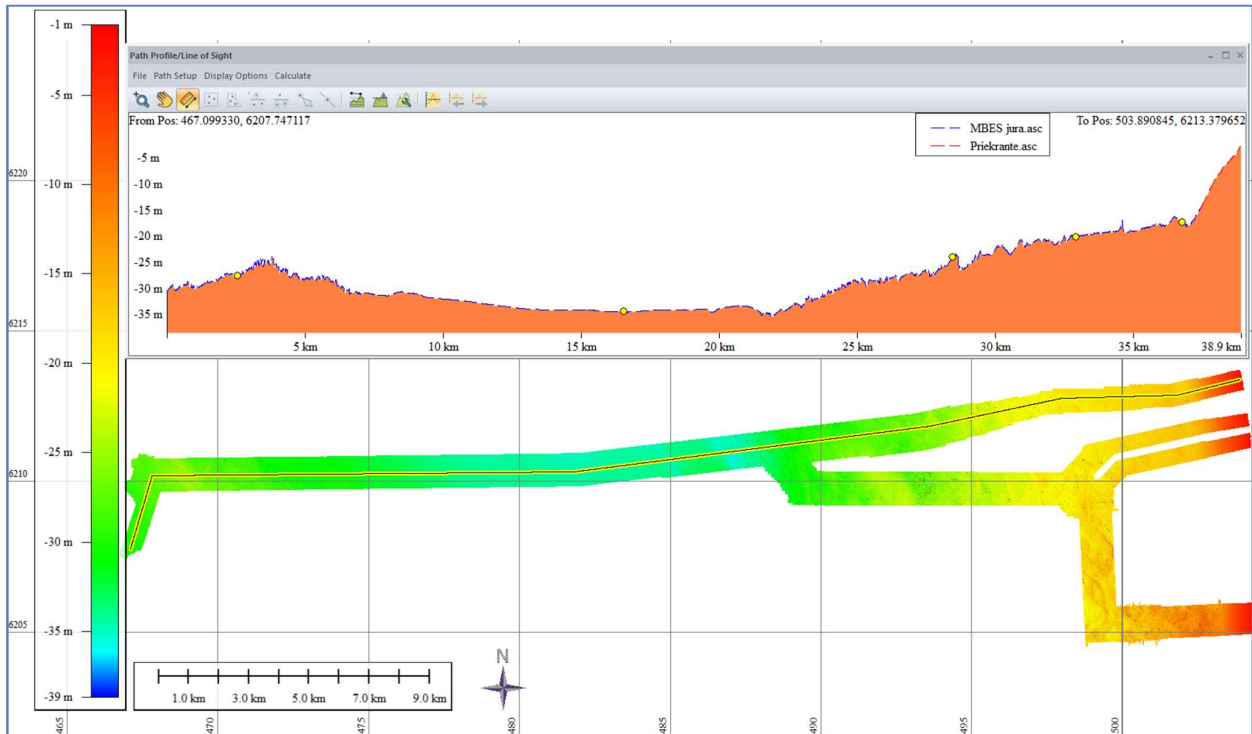 -1 m
-5 m
-10 m
-15 m
-20 m
-25 m
-30 m
-35 m
-39 m
Path Profile/Line of Sight
File Path Setup Display Options Calculate
From Pos: 467.099330, 6207.747117
To Pos: 503.890845, 6213.379652
MBES jura.asc
Priekrante.asc
-5 m
-10 m
-15 m
-20 m
-25 m
-30 m
-35 m
5 km 10 km 15 km 20 km 25 km 30 km 35 km 38.9 km
6220
6215
6210
6205
1.0 km 3.0 km 5.0 km 7.0 km 9.0 km
N
465 470 475 480 485 490 495 500